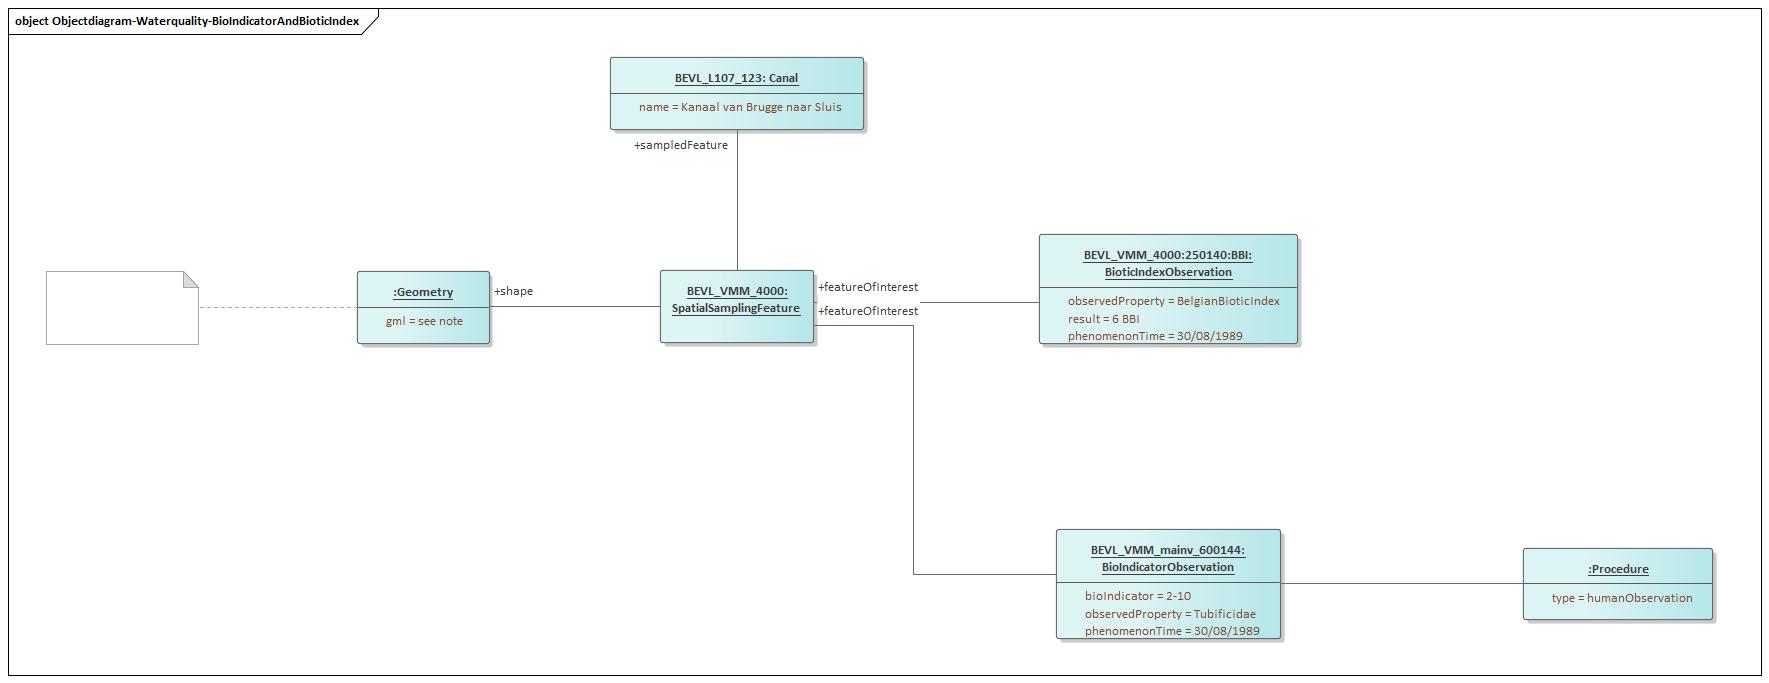 object Objectdiagram-Waterquality-BioIndicatorAndBioticIndex
BEVL_L107_123: Canal
name = Kanaal van Brugge naar Sluis
+sampledFeature
:Geometry
gml = see note
+shape
BEVL_VMM_4000:
SpatialSamplingFeature
+featureOfInterest
+featureOfInterest
BEVL_VMM_4000:250140:BBI:
BioticIndexObservation
observedProperty = BelgianBioticIndex
result = 6 BBI
phenomenonTime = 30/08/1989
BEVL_VMM_mainv_600144:
BioIndicatorObservation
bioIndicator = 2-10
observedProperty = Tubificidae
phenomenonTime = 30/08/1989
:Procedure
type = humanObservation